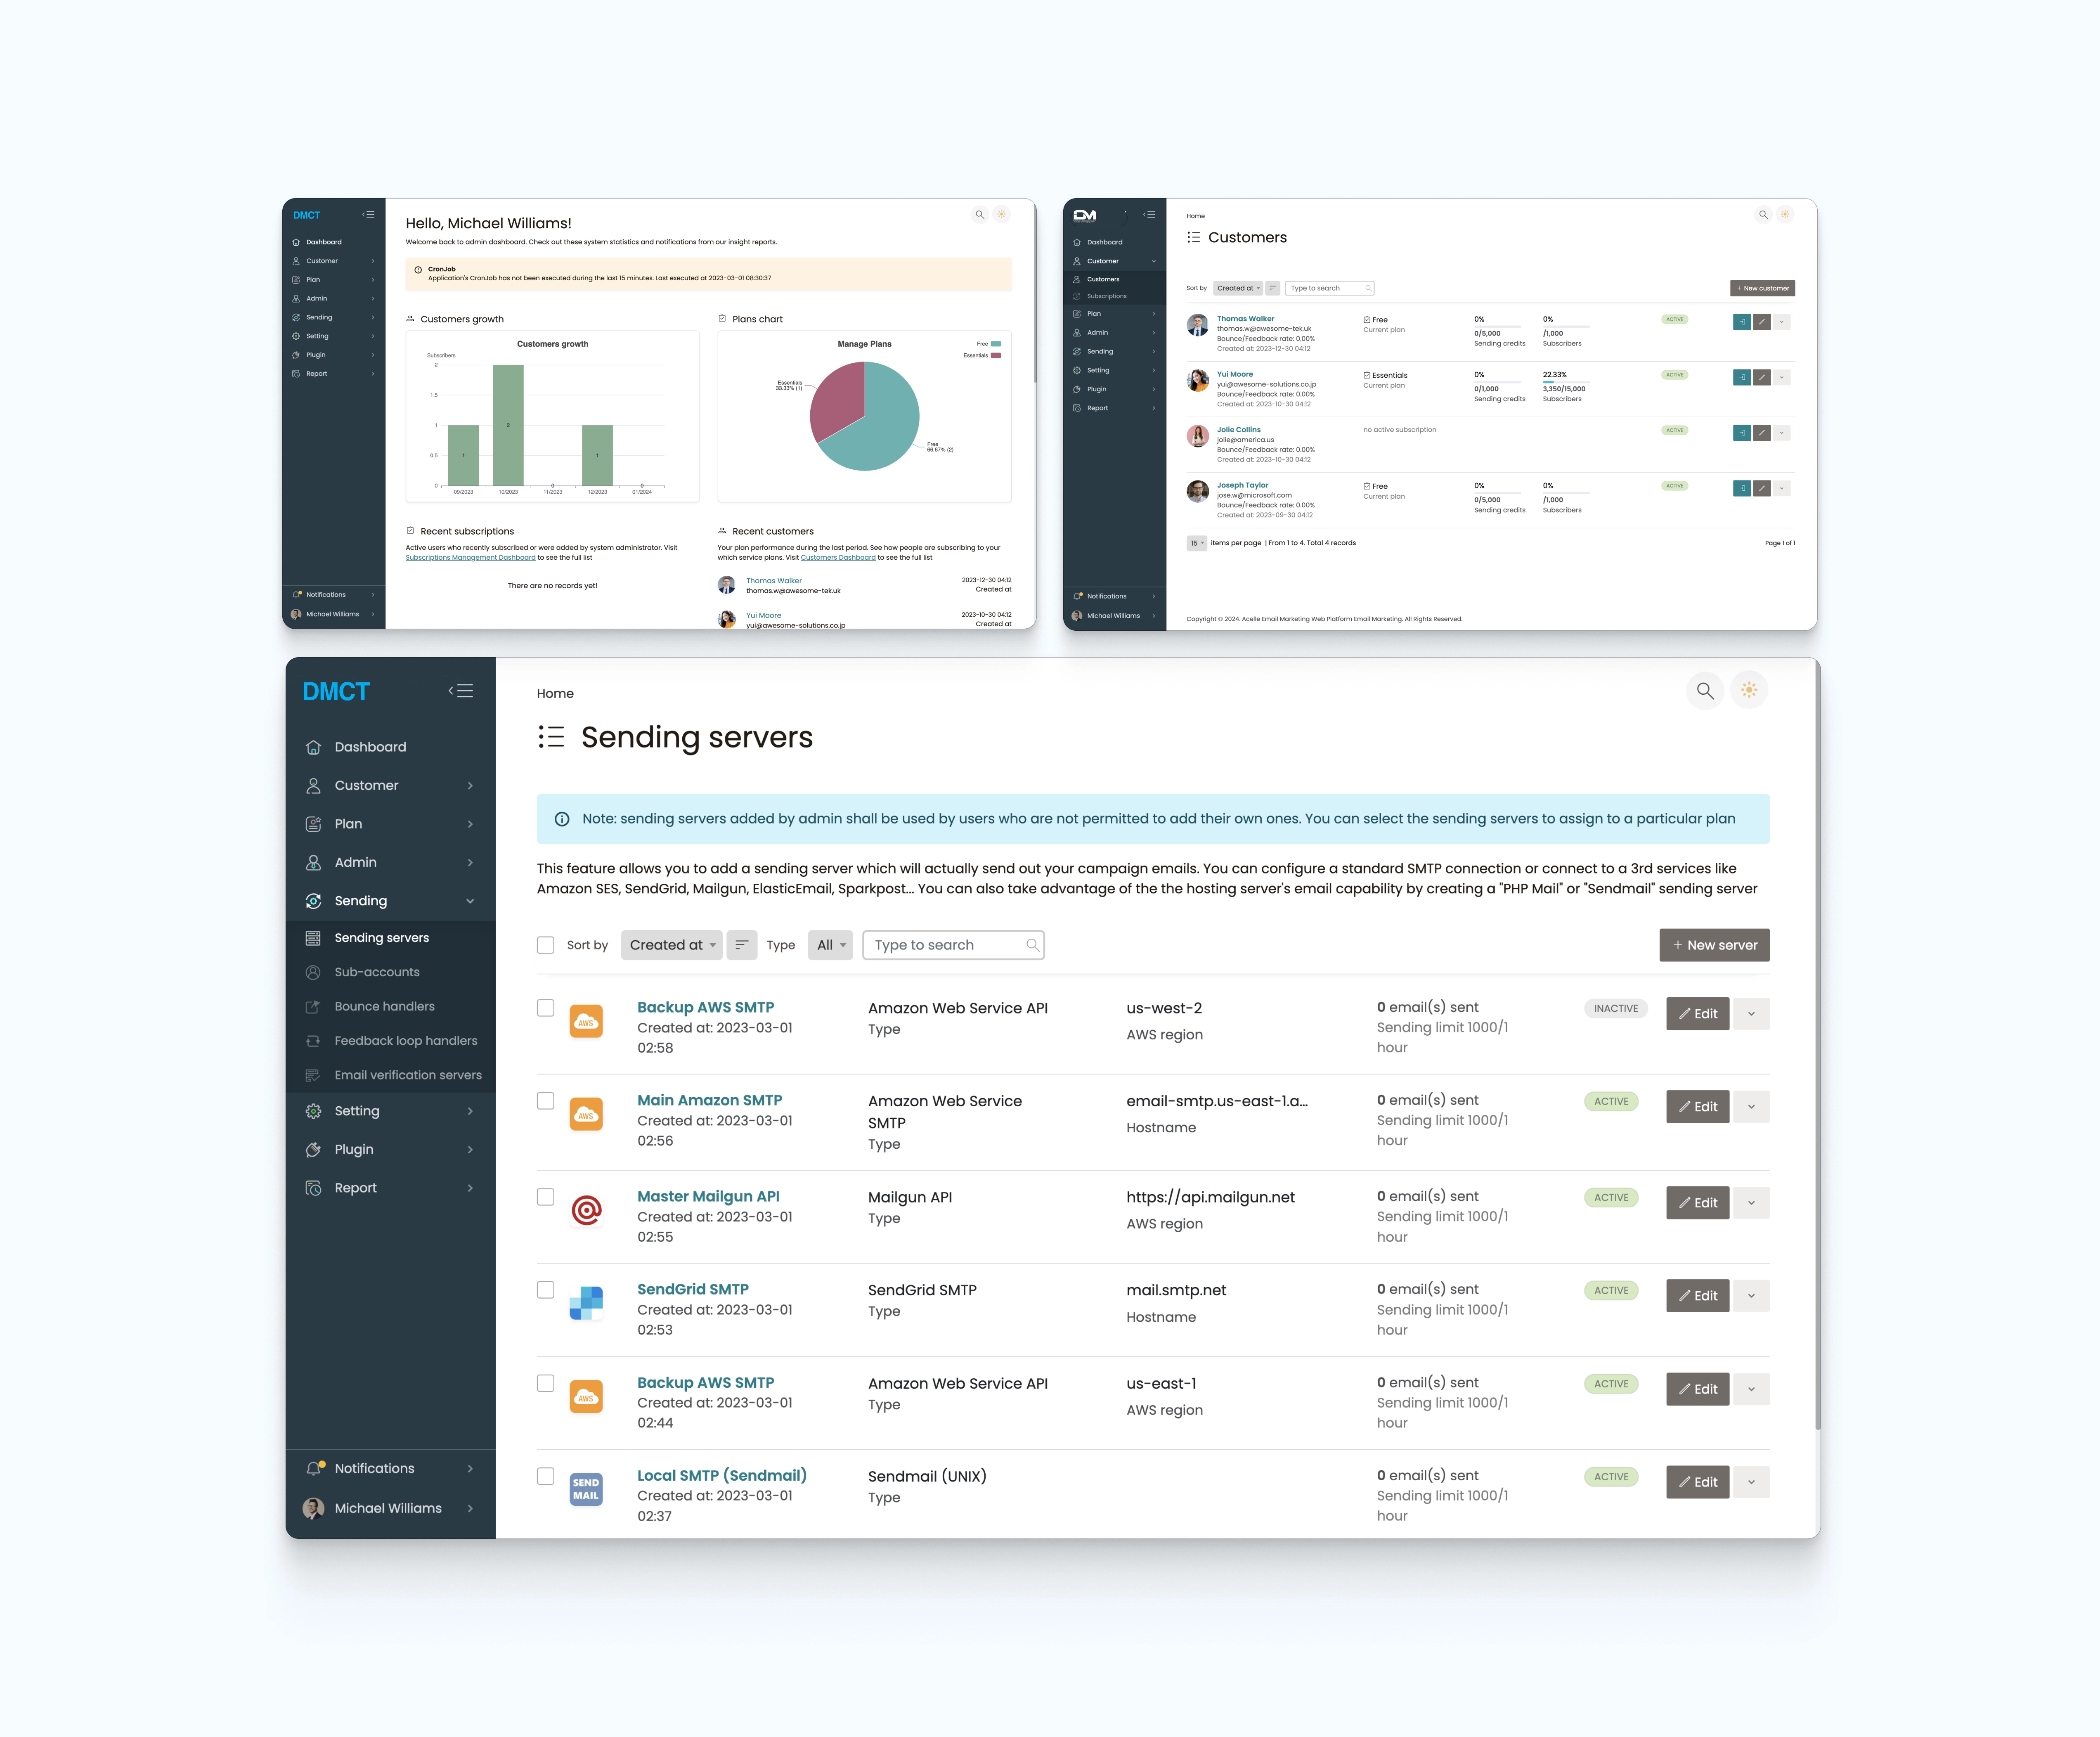 DMCT
Dashboard
Customer
Plan
Admin
Sending
Setting
Plugin
Report
Notifications
Michael Williams
Hello, Michael Williams!
Welcome back to admin dashboard. Check out these system statistics and notifications from our insight reports.
CronJob
Application's CronJob has not been executed during the last 15 minutes. Last executed at 2023-03-01 08:30:37
Customers growth
Customers growth
Subscribers
2
1.5
1
0.5
0
1
2
0
1
0
09/2023
10/2023
11/2023
12/2023
01/2024
Plans chart
Manage Plans
Free
Essentials
Essentials
33.33% (1)
Free
66.67% (2)
Recent subscriptions
Active users who recently subscribed or were added by system administrator. Visit
Subscriptions Management Dashboard to see the full list
There are no records yet!
Recent customers
Your plan performance during the last period. See how people are subscribing to your
which service plans. Visit Customers Dashboard to see the full list
Thomas Walker
thomas.w@awesome-tek.uk
2023-12-30 04:12
Created at
Yui Moore
yui@awesome-solutions.co.jp
2023-10-30 04:12
Created at
DM
Dashboard
Customer
Customers
Subscriptions
Plan
Admin
Sending
Setting
Plugin
Report
Notifications
Michael Williams
Home
Customers
Sort by Created at Type to search
+ New customer
Thomas Walker
thomas.w@awesome-tek.uk
Bounce/Feedback rate: 0.00%
Created at: 2023-12-30 04:12
Free
Current plan
0%
0/5,000
Sending credits
0%
/1,000
Subscribers
ACTIVE
Yui Moore
yui@awesome-solutions.co.jp
Bounce/Feedback rate: 0.00%
Created at: 2023-10-30 04:12
Essentials
Current plan
0%
0/1,000
Sending credits
22.33%
3,350/15,000
Subscribers
ACTIVE
Jolie Collins
jolie@america.us
Bounce/Feedback rate: 0.00%
Created at: 2023-10-30 04:12
no active subscription
ACTIVE
Joseph Taylor
jose.w@microsoft.com
Bounce/Feedback rate: 0.00%
Created at: 2023-09-30 04:12
Free
Current plan
0%
0/5,000
Sending credits
0%
/1,000
Subscribers
ACTIVE
15 items per page | From 1 to 4. Total 4 records
Page 1 of 1
Copyright © 2024. Acelle Email Marketing Web Platform Email Marketing. All Rights Reserved.
DMCT
Dashboard
Customer
Plan
Admin
Sending
Sending servers
Sub-accounts
Bounce handlers
Feedback loop handlers
Email verification servers
Setting
Plugin
Report
Notifications
Michael Williams
Home
Sending servers
Note: sending servers added by admin shall be used by users who are not permitted to add their own ones. You can select the sending servers to assign to a particular plan
This feature allows you to add a sending server which will actually send out your campaign emails. You can configure a standard SMTP connection or connect to a 3rd services like
Amazon SES, SendGrid, Mailgun, ElasticEmail, Sparkpost... You can also take advantage of the the hosting server's email capability by creating a "PHP Mail" or "Sendmail" sending server
Sort by Created at Type All Type to search
+ New server
AWS
Backup AWS SMTP
Created at: 2023-03-01
02:58
Amazon Web Service API
Type
us-west-2
AWS region
0 email(s) sent
Sending limit 1000/1
hour
INACTIVE
Edit
AWS
Main Amazon SMTP
Created at: 2023-03-01
02:56
Amazon Web Service
SMTP
Type
email-smtp.us-east-1.a...
Hostname
0 email(s) sent
Sending limit 1000/1
hour
ACTIVE
Edit
Master Mailgun API
Created at: 2023-03-01
02:55
Mailgun API
Type
https://api.mailgun.net
AWS region
0 email(s) sent
Sending limit 1000/1
hour
ACTIVE
Edit
SendGrid SMTP
Created at: 2023-03-01
02:53
SendGrid SMTP
Type
mail.smtp.net
Hostname
0 email(s) sent
Sending limit 1000/1
hour
ACTIVE
Edit
AWS
Backup AWS SMTP
Created at: 2023-03-01
02:44
Amazon Web Service API
Type
us-east-1
AWS region
0 email(s) sent
Sending limit 1000/1
hour
ACTIVE
Edit
SEND
MAIL
Local SMTP (Sendmail)
Created at: 2023-03-01
02:37
Sendmail (UNIX)
Type
0 email(s) sent
Sending limit 1000/1
hour
ACTIVE
Edit